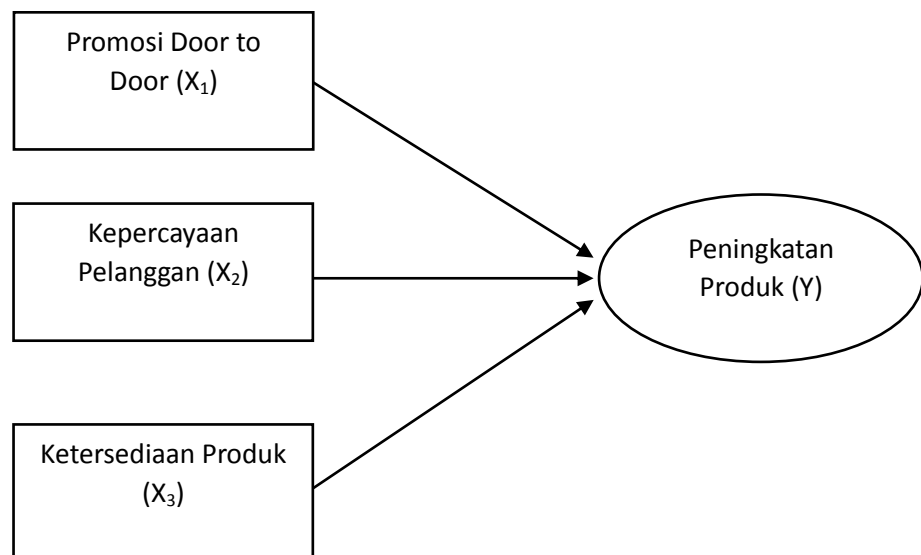 Promosi Door to
Door (X₁)
Kepercayaan
Pelanggan (X₂)
Peningkatan
Produk (Y)
Ketersediaan Produk
(X₃)